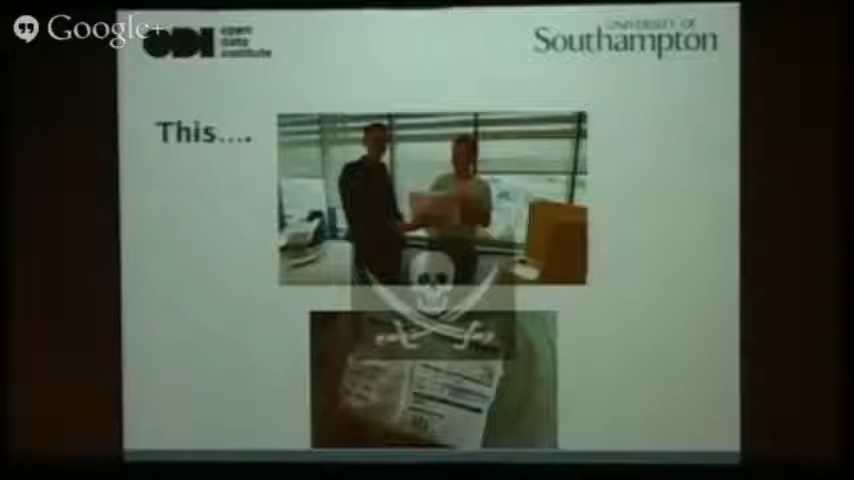 Google+
ODI open
data
institute
UNIVERSITY OF
Southampton
This....